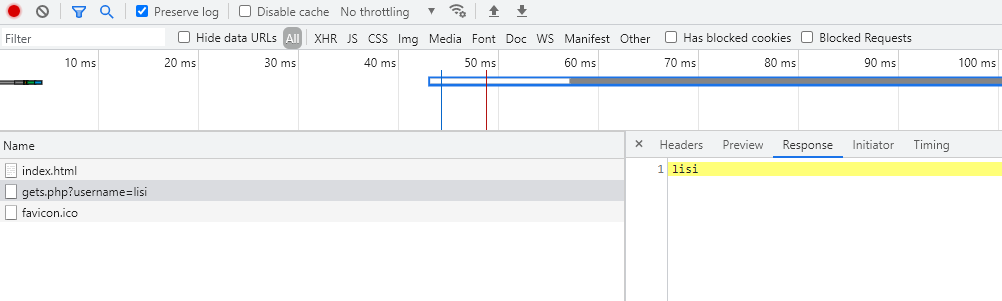 Preserve log Disable cache No throttling
Filter Hide data URLs All XHR JS CSS Img Media Font Doc WS Manifest Other Has blocked cookies Blocked Requests
10 ms 20 ms 30 ms 40 ms 50 ms 60 ms 70 ms 80 ms 90 ms 100 ms
Name
index.html
gets.php?username=lisi
favicon.ico
× Headers Preview Response Initiator Timing
1 lisi